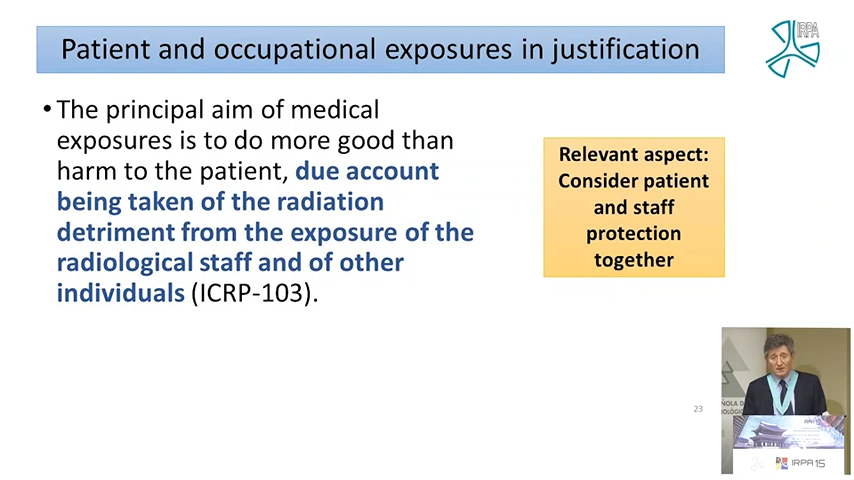 Patient and occupational exposures in justification
IRPA
• The principal aim of medical
exposures is to do more good than
harm to the patient, due account
being taken of the radiation
detriment from the exposure of the
radiological staff and of other
individuals (ICRP-103).
Relevant aspect:
Consider patient
and staff
protection
together
23
IRPA15